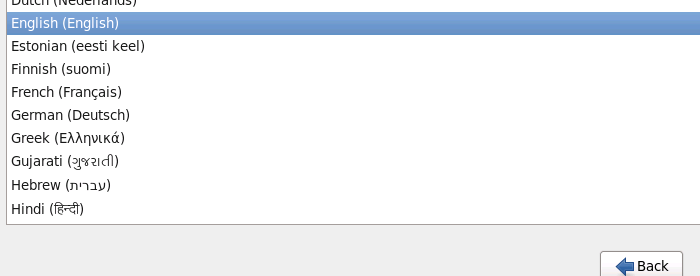 Dutch (Nederlands)
English (English)
Estonian (eesti keel)
Finnish (suomi)
French (Français)
German (Deutsch)
Greek (Ελληνικά)
Gujarati (ગુજરાતી)
Hebrew (עברית)
Hindi (हिन्दी)
Back